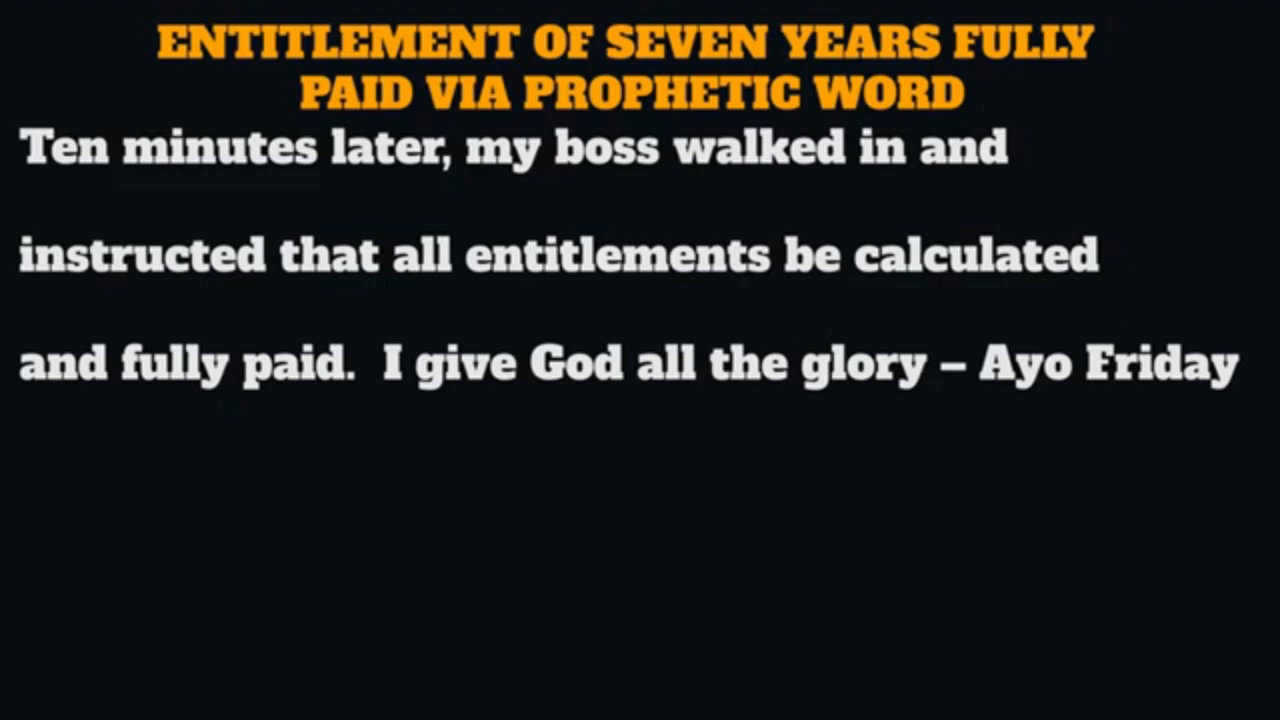 ENTITLEMENT OF SEVEN YEARS FULLY
PAID VIA PROPHETIC WORD
Ten minutes later, my boss walked in and
instructed that all entitlements be calculated
and fully paid.  I give God all the glory – Ayo Friday